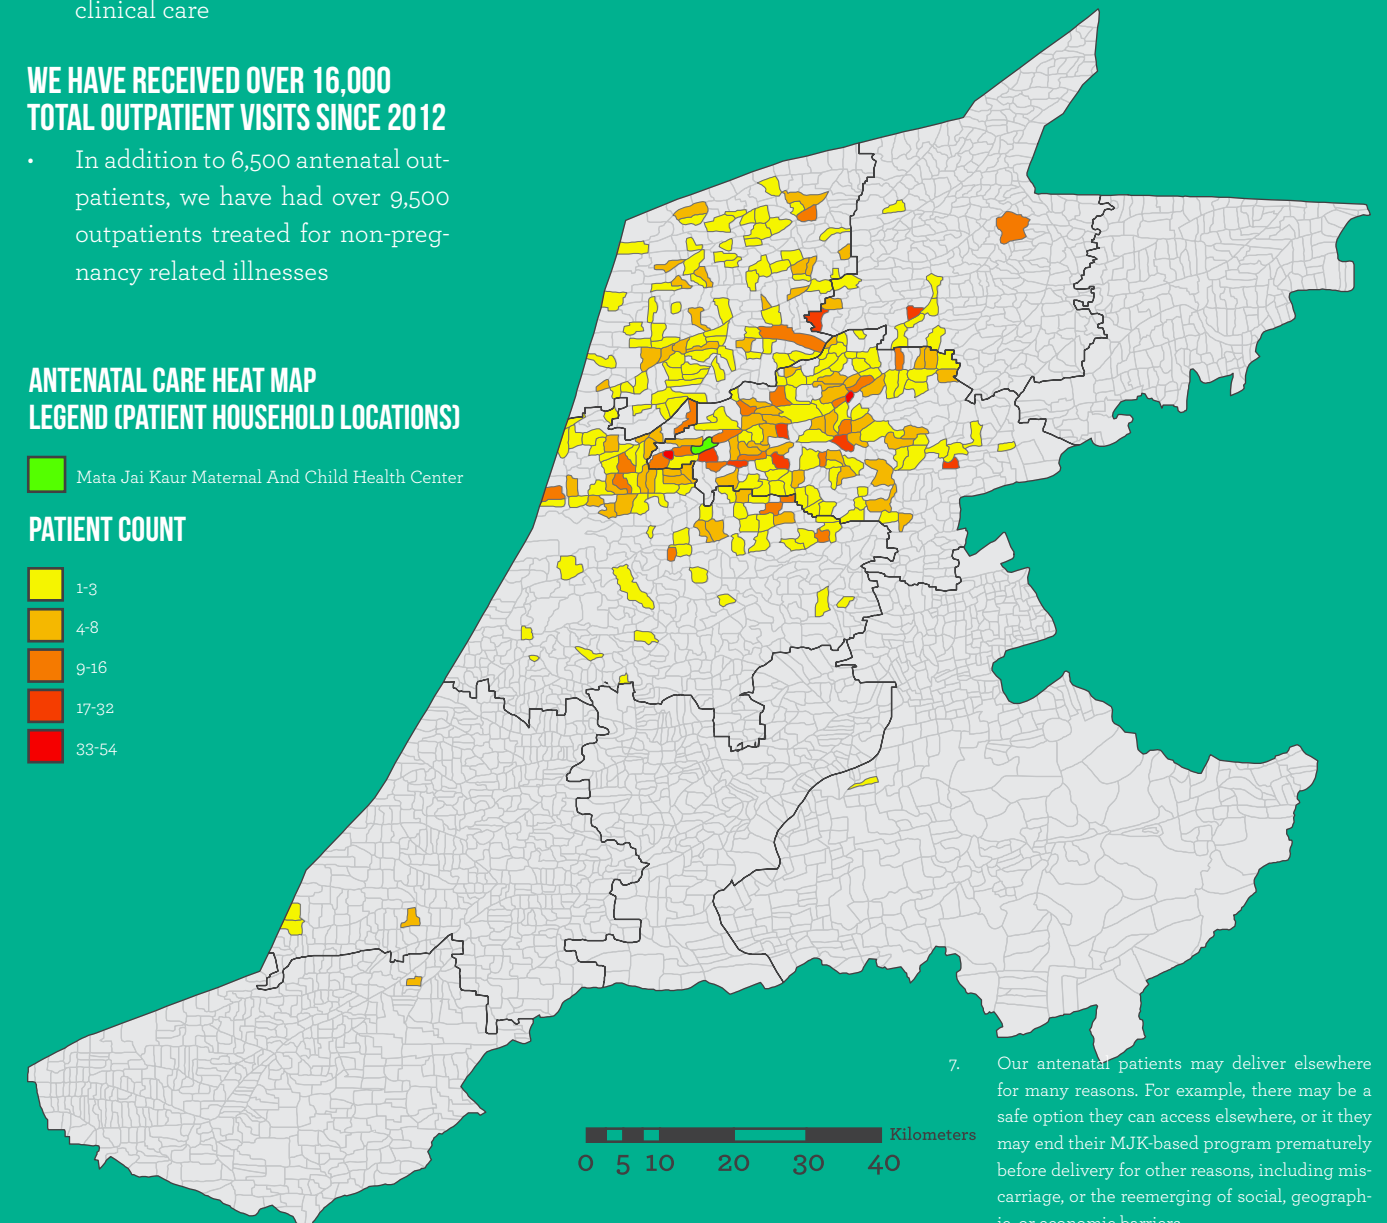 clinical care
WE HAVE RECEIVED OVER 16,000
TOTAL OUTPATIENT VISITS SINCE 2012
• In addition to 6,500 antenatal out-
patients, we have had over 9,500
outpatients treated for non-preg-
nancy related illnesses
ANTENATAL CARE HEAT MAP
LEGEND (PATIENT HOUSEHOLD LOCATIONS)
Mata Jai Kaur Maternal And Child Health Center
PATIENT COUNT
1-3
4-8
9-16
17-32
33-54
Kilometers
0 5 10 20 30 40
7. Our antenatal patients may deliver elsewhere
for many reasons. For example, there may be a
safe option they can access elsewhere, or it they
may end their MJK-based program prematurely
before delivery for other reasons, including mis-
carriage, or the reemerging of social, geograph-
ic, or economic barriers